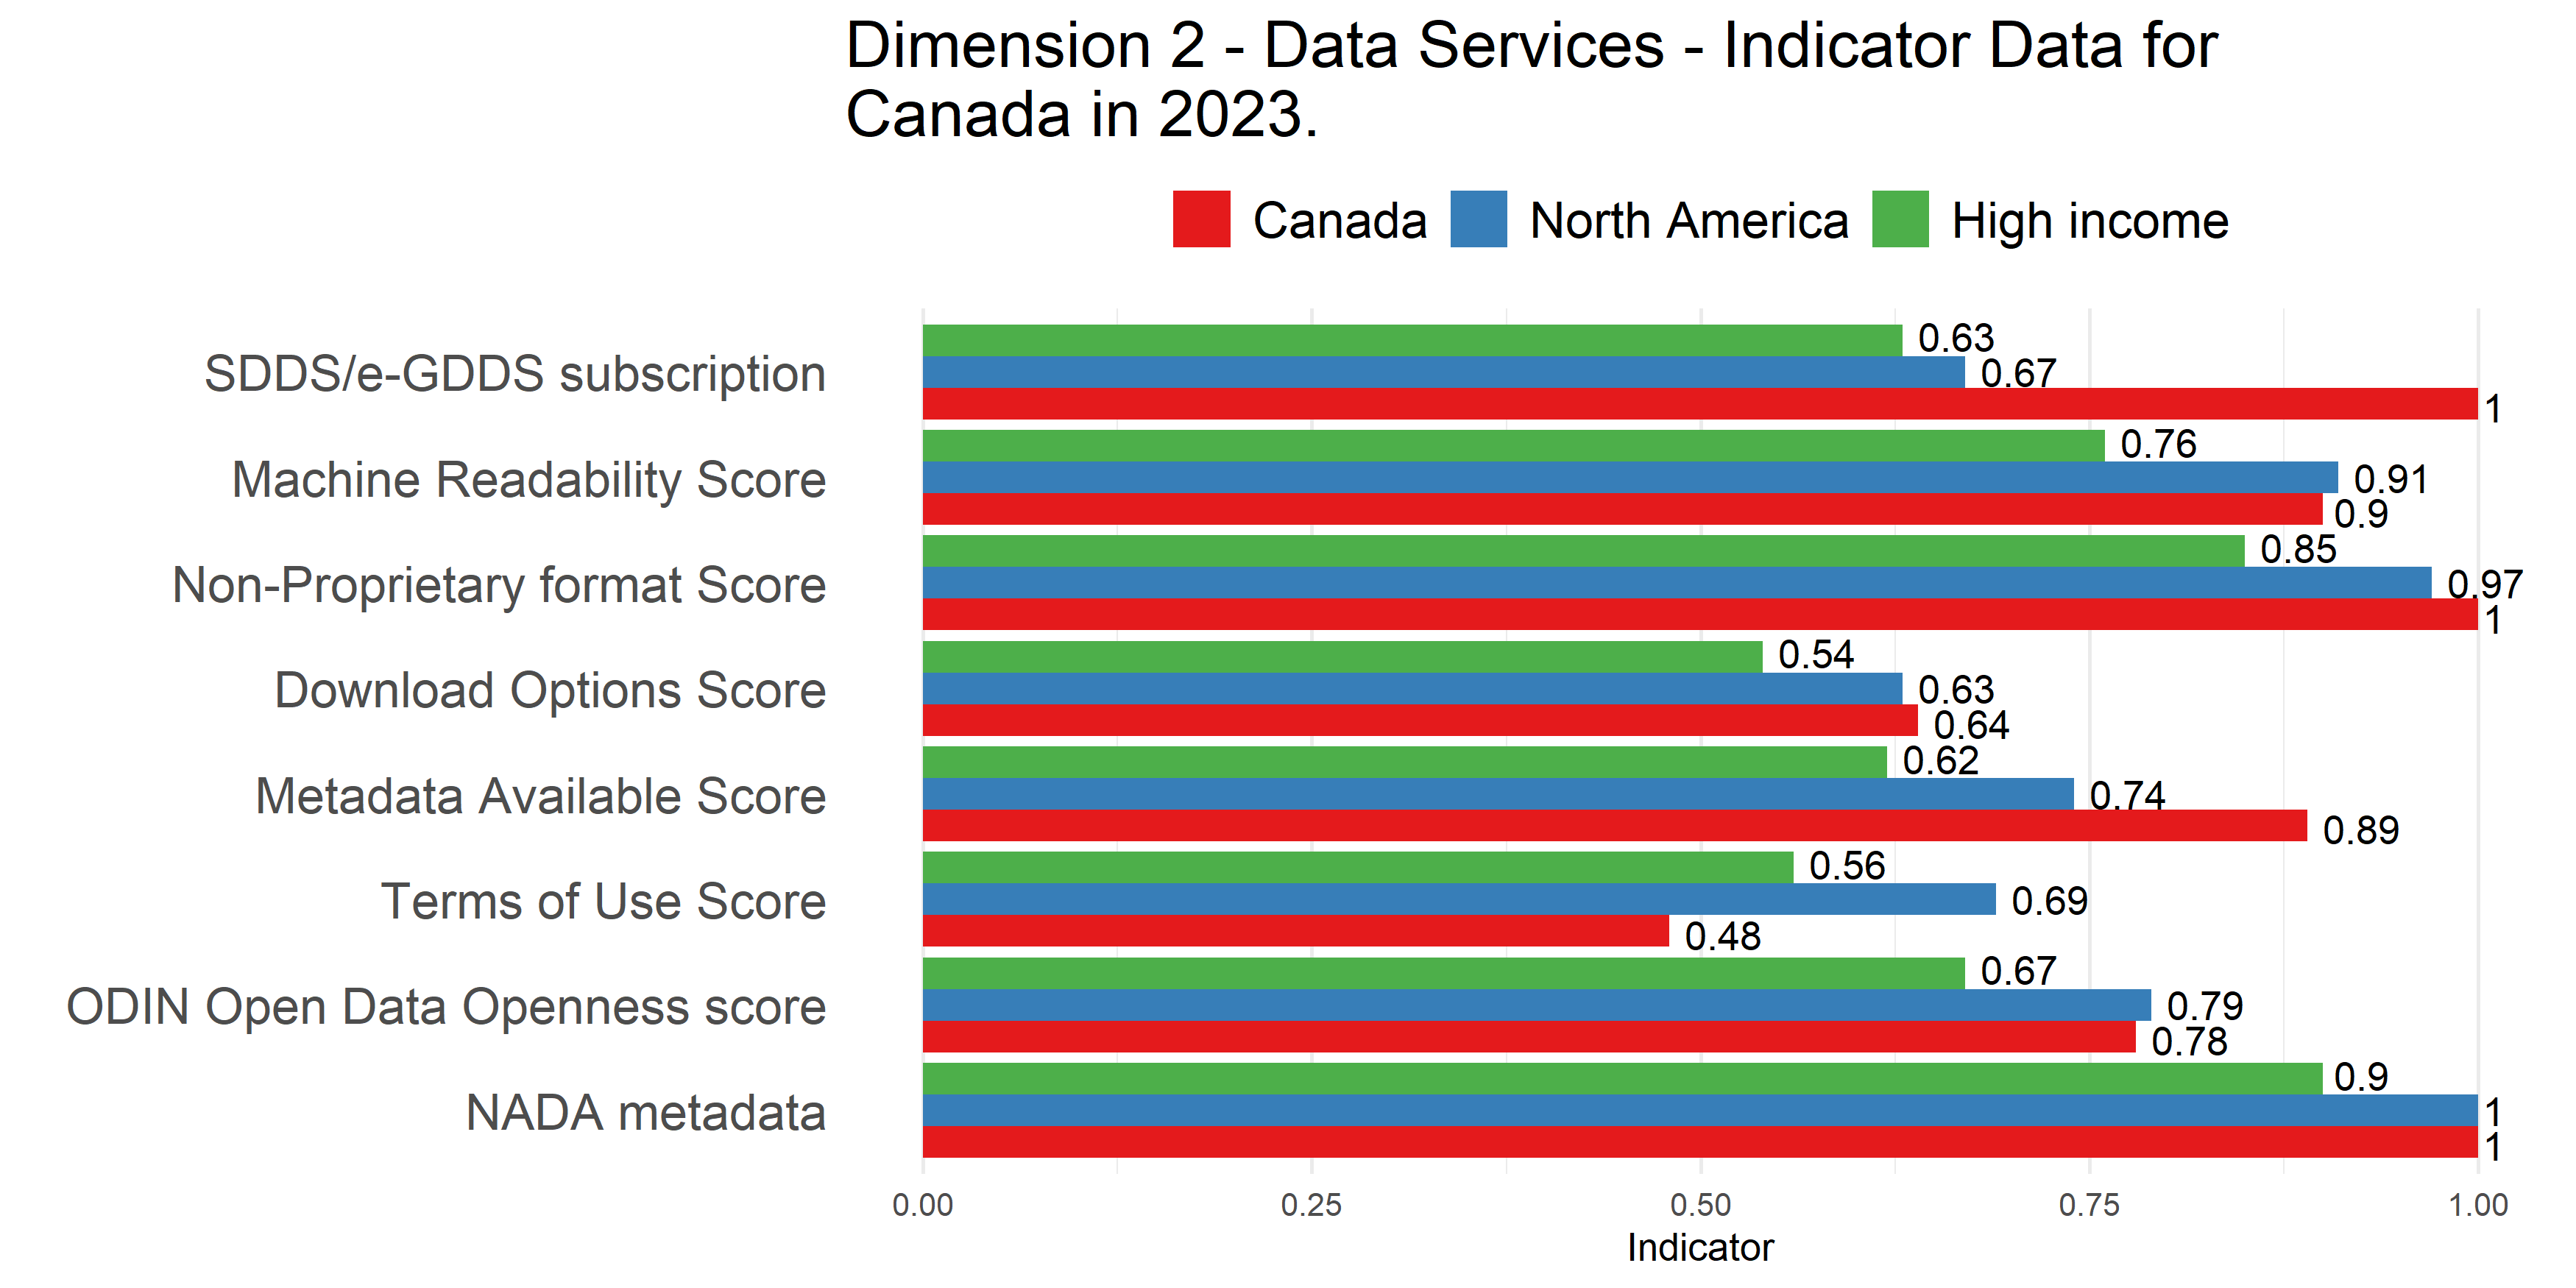 Dimension 2 - Data Services - Indicator Data for
Canada in 2023.
Canada North America High income
SDDS/e-GDDS subscription
0.63
0.67
1
Machine Readability Score
0.76
0.91
0.9
Non-Proprietary format Score
0.85
0.97
1
Download Options Score
0.54
0.63
0.64
Metadata Available Score
0.62
0.74
0.89
Terms of Use Score
0.56
0.69
0.48
ODIN Open Data Openness score
0.67
0.79
0.78
NADA metadata
0.9
1
1
0.00 0.25 0.50 0.75 1.00
Indicator